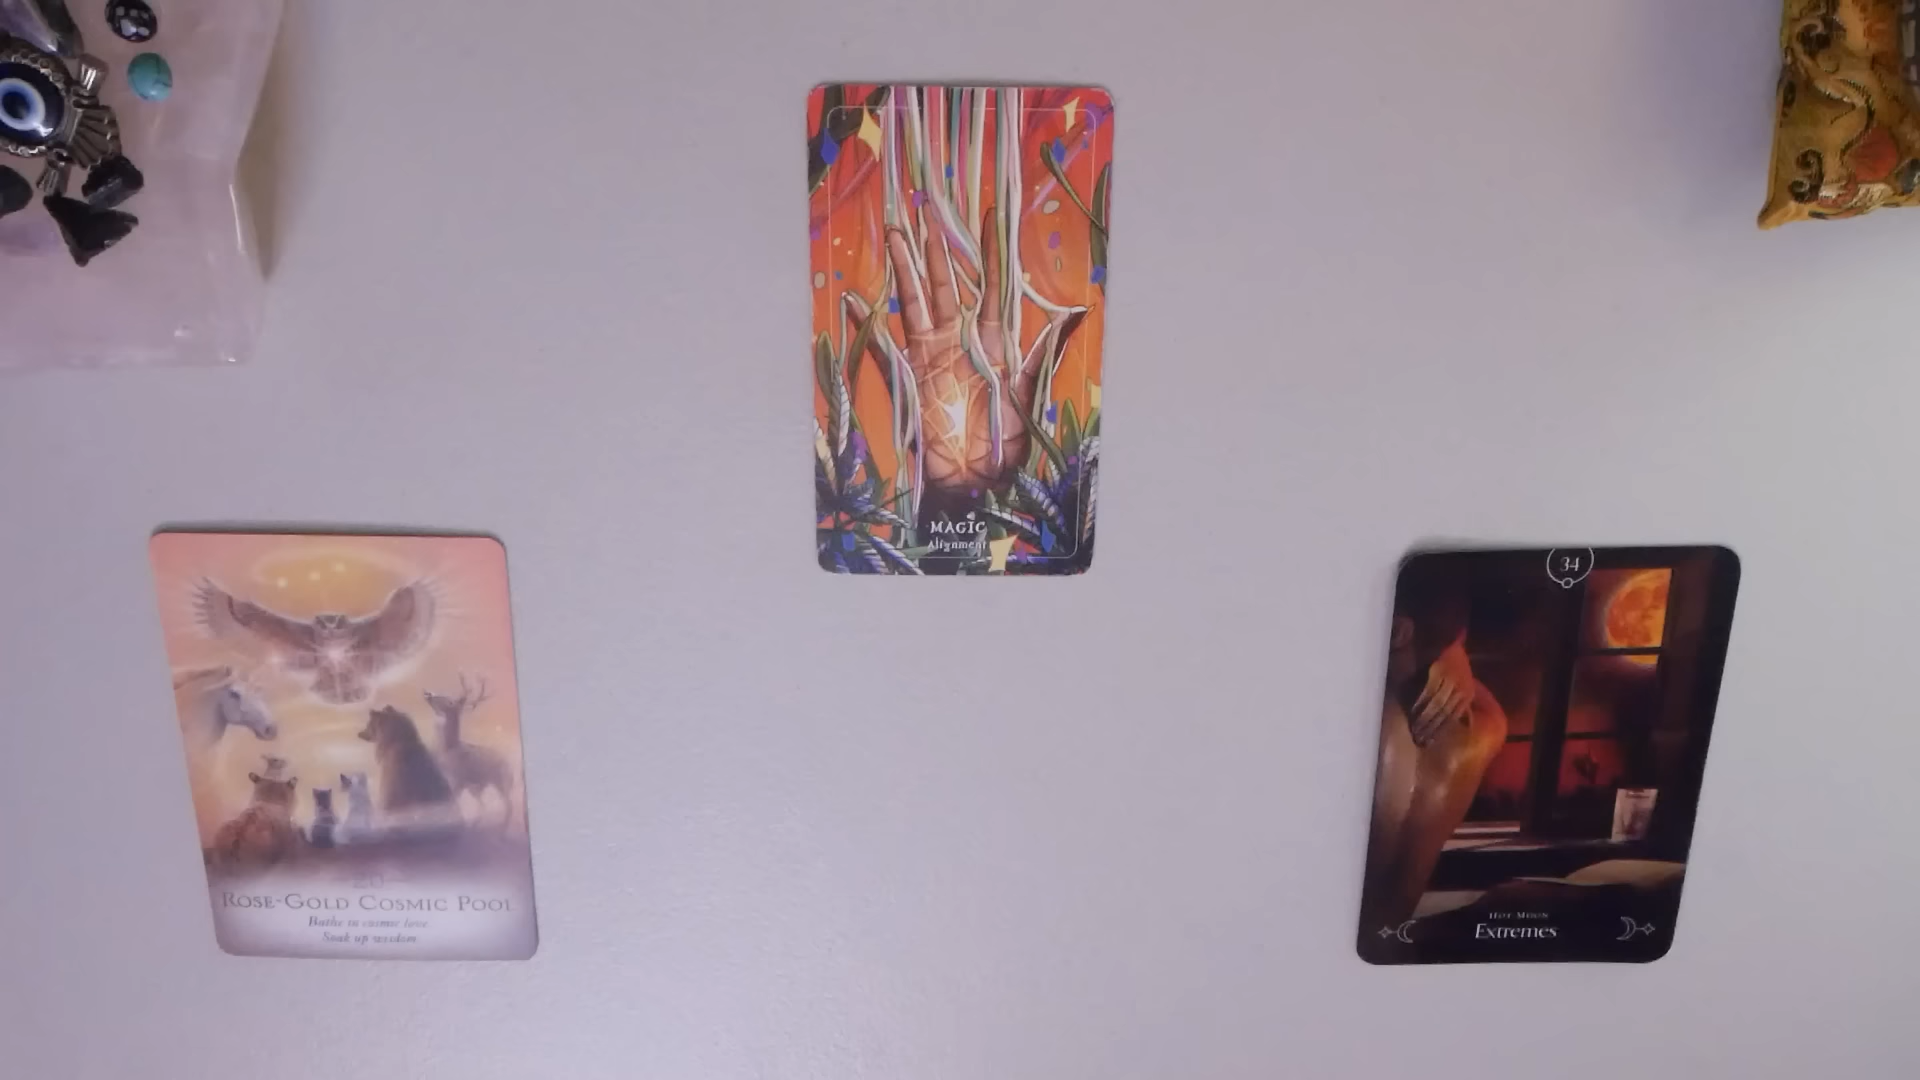 MAGIC
Alignment
20
ROSE-GOLD COSMIC POOL
Bathe in cosmic love.
Soak up wisdom.
34
HOT MOON
Extremes